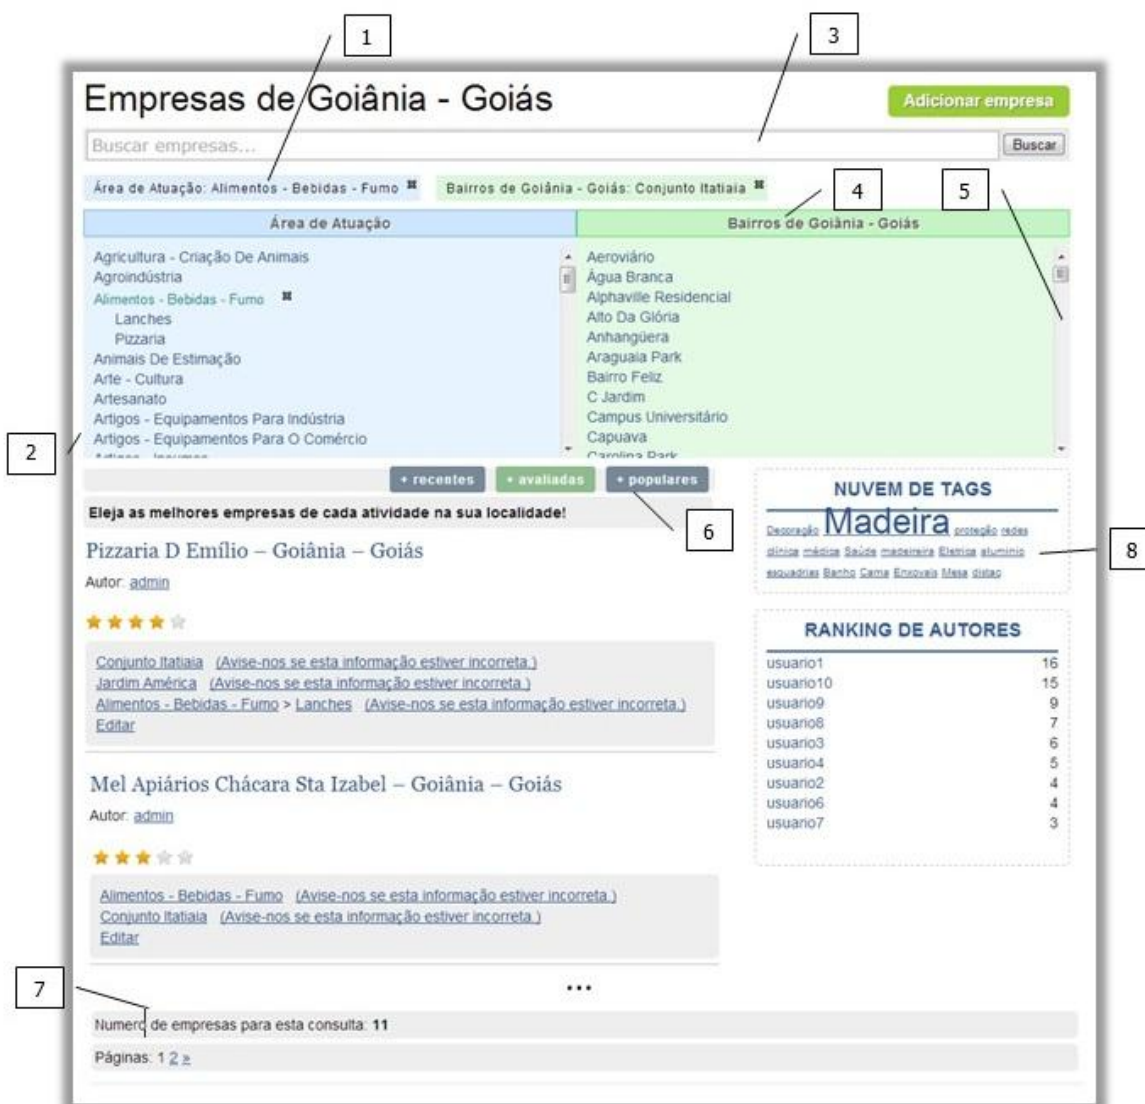 1
3
Empresas de Goiânia - Goiás
Adicionar empresa
Buscar empresas...
Buscar
Área de Atuação: Alimentos - Bebidas - Fumo
Bairros de Goiânia - Goiás: Conjunto Itatiaia
4
5
Área de Atuação
Bairros de Goiânia - Goiás
Agricultura - Criação De Animais
Agroindústria
Alimentos - Bebidas - Fumo
Lanches
Pizzaria
Animais De Estimação
Arte - Cultura
Artesanato
Artigos - Equipamentos Para Indústria
Artigos - Equipamentos Para O Comércio
Artigos - Insumos
Aeroviário
Água Branca
Alphaville Residencial
Alto Da Glória
Anhangüera
Araguaia Park
Bairro Feliz
C Jardim
Campus Universitário
Capuava
Carolina Park
2
+ recentes
+ avaliadas
+ populares
6
Eleja as melhores empresas de cada atividade na sua localidade!
Pizzaria D Emílio – Goiânia – Goiás
Autor: admin
Conjunto Itatiaia (Avise-nos se esta informação estiver incorreta.)
Jardim América (Avise-nos se esta informação estiver incorreta.)
Alimentos - Bebidas - Fumo > Lanches (Avise-nos se esta informação estiver incorreta.)
Editar
Mel Apiários Chácara Sta Izabel – Goiânia – Goiás
Autor: admin
Alimentos - Bebidas - Fumo (Avise-nos se esta informação estiver incorreta.)
Conjunto Itatiaia (Avise-nos se esta informação estiver incorreta.)
Editar
NUVEM DE TAGS
Decoração Madeira proteção redes
clínica médica Saúde madeireira Eletrica aluminio
esquadrias Banho Cama Enxovais Mesa distac
8
RANKING DE AUTORES
usuario1 16
usuario10 15
usuario9 9
usuario8 7
usuario3 6
usuario4 5
usuario2 4
usuario6 4
usuario7 3
...
7
Numero de empresas para esta consulta: 11
Páginas: 1 2 »